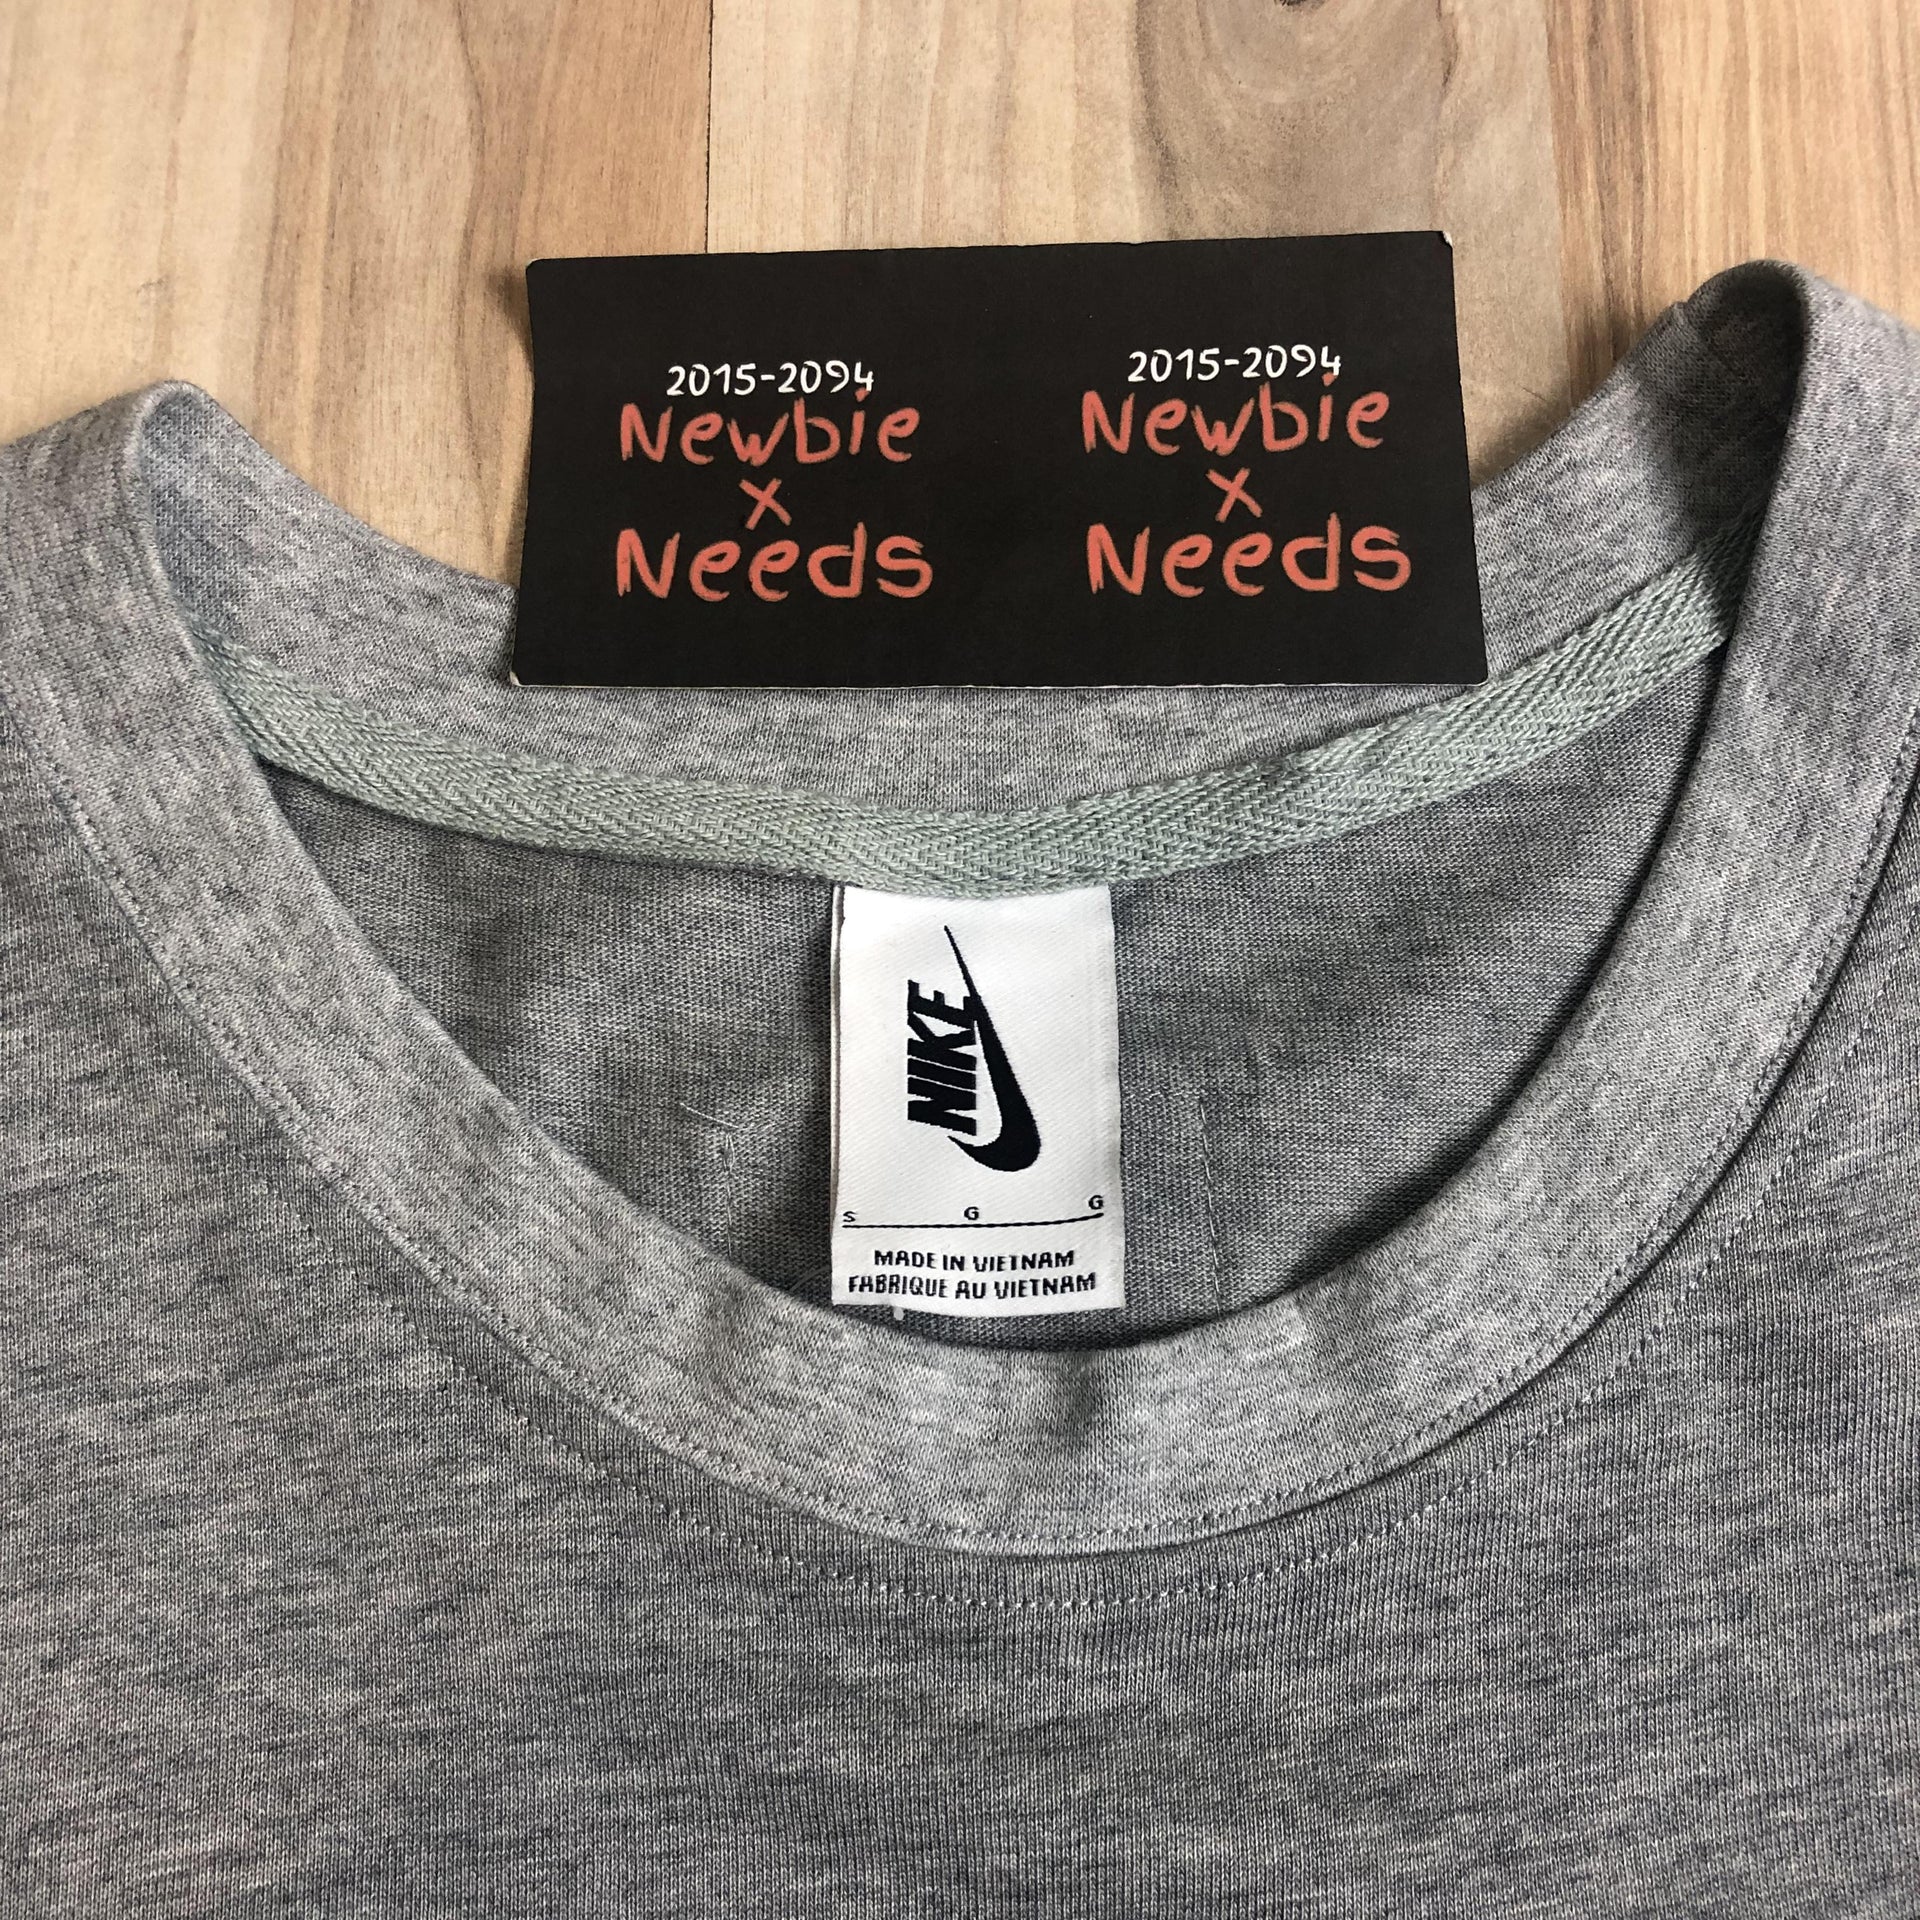 2015-2094
Newbie
x
Needs
2015-2094
Newbie
x
Needs
NIKE
S G G
MADE IN VIETNAM
FABRIQUE AU VIETNAM